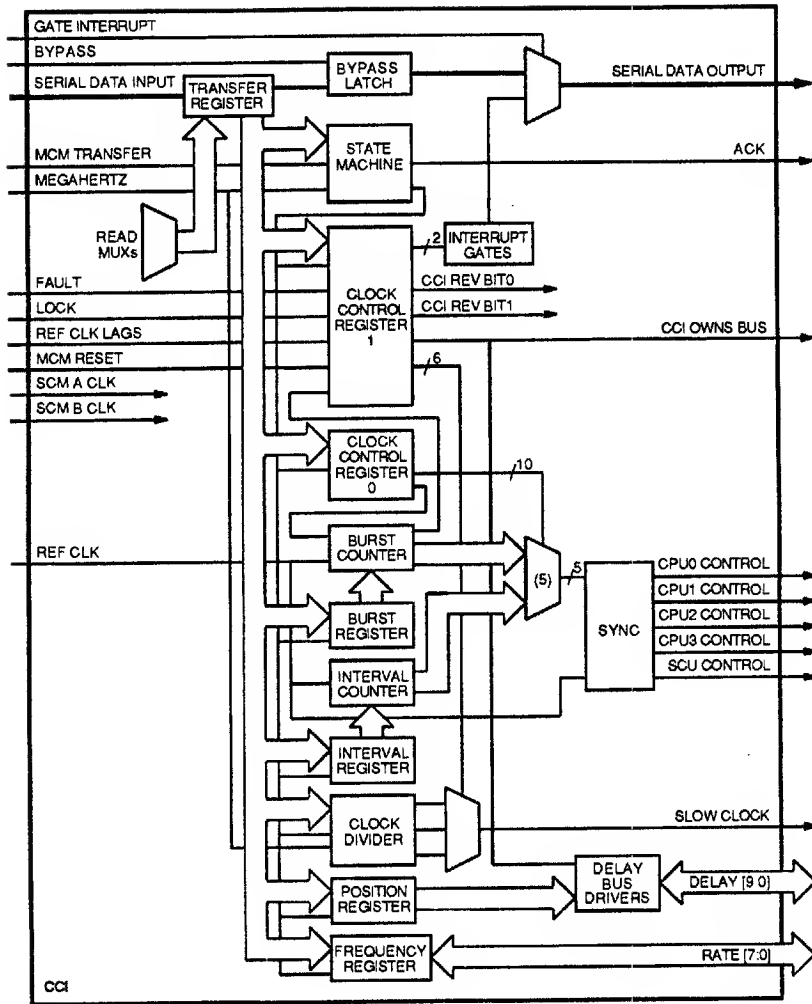 GATE INTERRUPT
BYPASS
SERIAL DATA INPUT
TRANSFER
REGISTER
BYPASS
LATCH
SERIAL DATA OUTPUT
MCM TRANSFER
MEGAHERTZ
STATE
MACHINE
ACK
READ
MUXs
2
INTERRUPT
GATES
FAULT
LOCK
REF CLK LAGS
MCM RESET
SCM A CLK
SCM B CLK
CLOCK
CONTROL
REGISTER
1
CCI REV BIT0
CCI REV BIT1
CCI OWNS BUS
6
CLOCK
CONTROL
REGISTER
0
10
REF CLK
BURST
COUNTER
(5)
5
SYNC
CPU0 CONTROL
CPU1 CONTROL
CPU2 CONTROL
CPU3 CONTROL
SCU CONTROL
BURST
REGISTER
INTERVAL
COUNTER
INTERVAL
REGISTER
CLOCK
DIVIDER
SLOW CLOCK
POSITION
REGISTER
DELAY
BUS
DRIVERS
DELAY [9 0]
FREQUENCY
REGISTER
RATE [7:0]
CCI